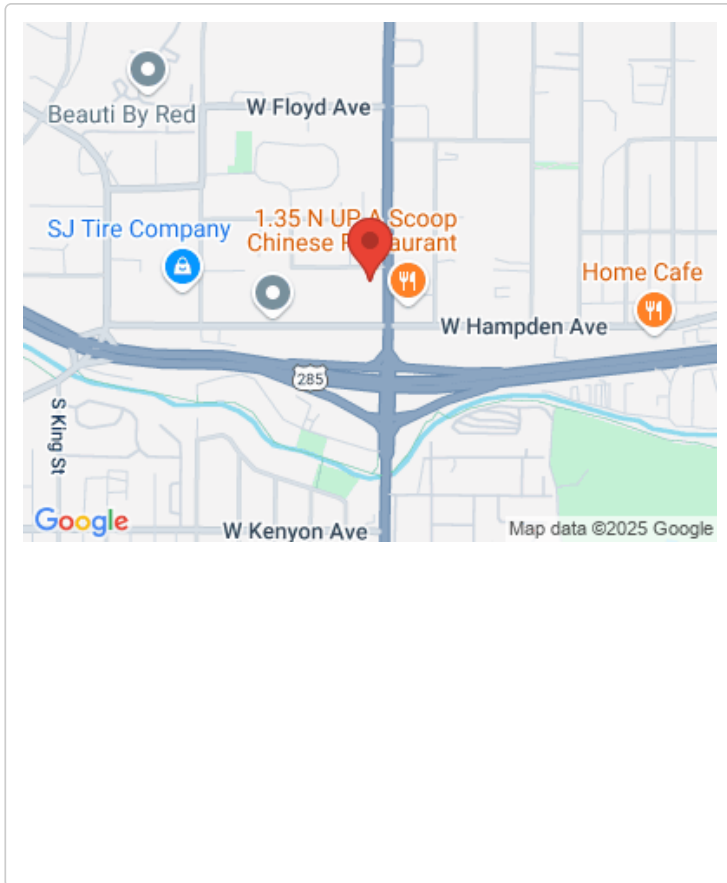 W Floyd Ave
Beauti By Red
1.35 N UP A Scoop
Chinese Restaurant
SJ Tire Company
Home Cafe
W Hampden Ave
285
S King St
Google
W Kenyon Ave
Map data ©2025 Google